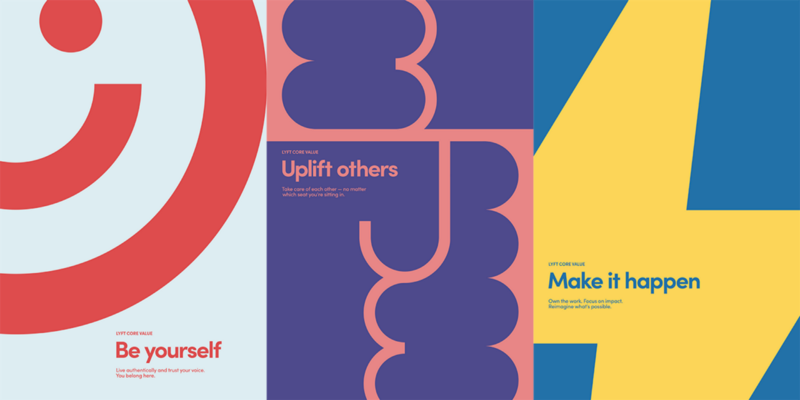 LYFT CORE VALUE
Be yourself
Live authentically and trust your voice.
You belong here.
LYFT CORE VALUE
Uplift others
Take care of each other — no matter
which seat you're sitting in.
LYFT CORE VALUE
Make it happen
Own the work. Focus on impact.
Reimagine what's possible.